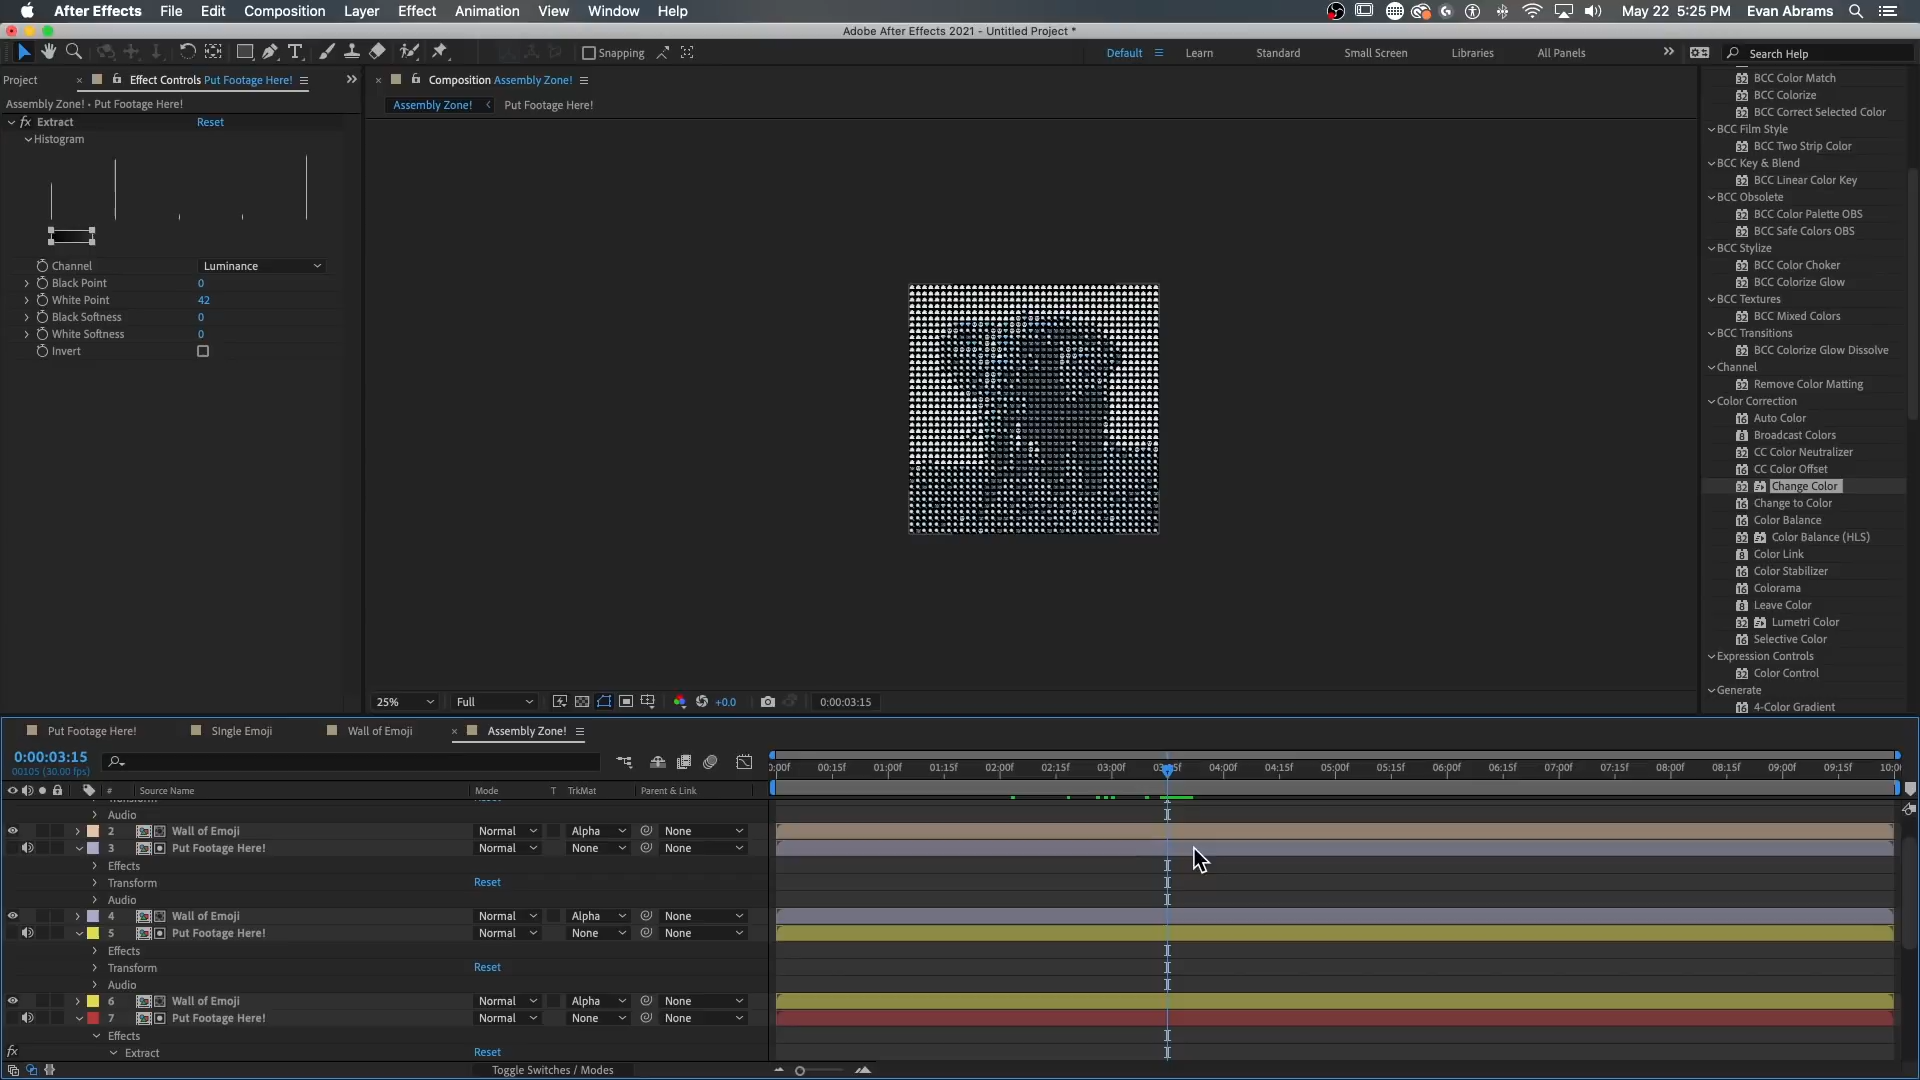 After Effects File Edit Composition Layer Effect Animation View Window Help May 22 5:25 PM Evan Abrams
Adobe After Effects 2021 - Untitled Project *
Snapping Default Learn Standard Small Screen Libraries All Panels Search Help
Project Effect Controls Put Footage Here! Composition Assembly Zone!
Assembly Zone! • Put Footage Here!
Assembly Zone! Put Footage Here!
fx Extract Reset
Histogram
Channel Luminance
Black Point 0
White Point 42
Black Softness 0
White Softness 0
Invert
BCC Color Match
BCC Colorize
BCC Correct Selected Color
BCC Film Style
BCC Two Strip Color
BCC Key & Blend
BCC Linear Color Key
BCC Obsolete
BCC Color Palette OBS
BCC Safe Colors OBS
BCC Stylize
BCC Color Choker
BCC Colorize Glow
BCC Textures
BCC Mixed Colors
BCC Transitions
BCC Colorize Glow Dissolve
Channel
Remove Color Matting
Color Correction
Auto Color
Broadcast Colors
CC Color Neutralizer
CC Color Offset
Change Color
Change to Color
Color Balance
Color Balance (HLS)
Color Link
Color Stabilizer
Colorama
Leave Color
Lumetri Color
Selective Color
Expression Controls
Color Control
Generate
4-Color Gradient
25% Full +0.0 0:00:03:15
Put Footage Here! SIngle Emoji Wall of Emoji Assembly Zone!
0:00:03:15
00105 (30.00 fps)
00:15f 01:00f 01:15f 02:00f 02:15f 03:00f 04:00f 04:15f 05:00f 05:15f 06:00f 06:15f 07:00f 07:15f 08:00f 08:15f 09:00f 09:15f
# Source Name Mode T TrkMat Parent & Link
Audio
2 Wall of Emoji Normal Alpha None
3 Put Footage Here! Normal None None
Effects
Transform Reset
Audio
4 Wall of Emoji Normal Alpha None
5 Put Footage Here! Normal None None
Effects
Transform Reset
Audio
6 Wall of Emoji Normal Alpha None
7 Put Footage Here! Normal None None
Effects
fx Extract Reset
Toggle Switches / Modes